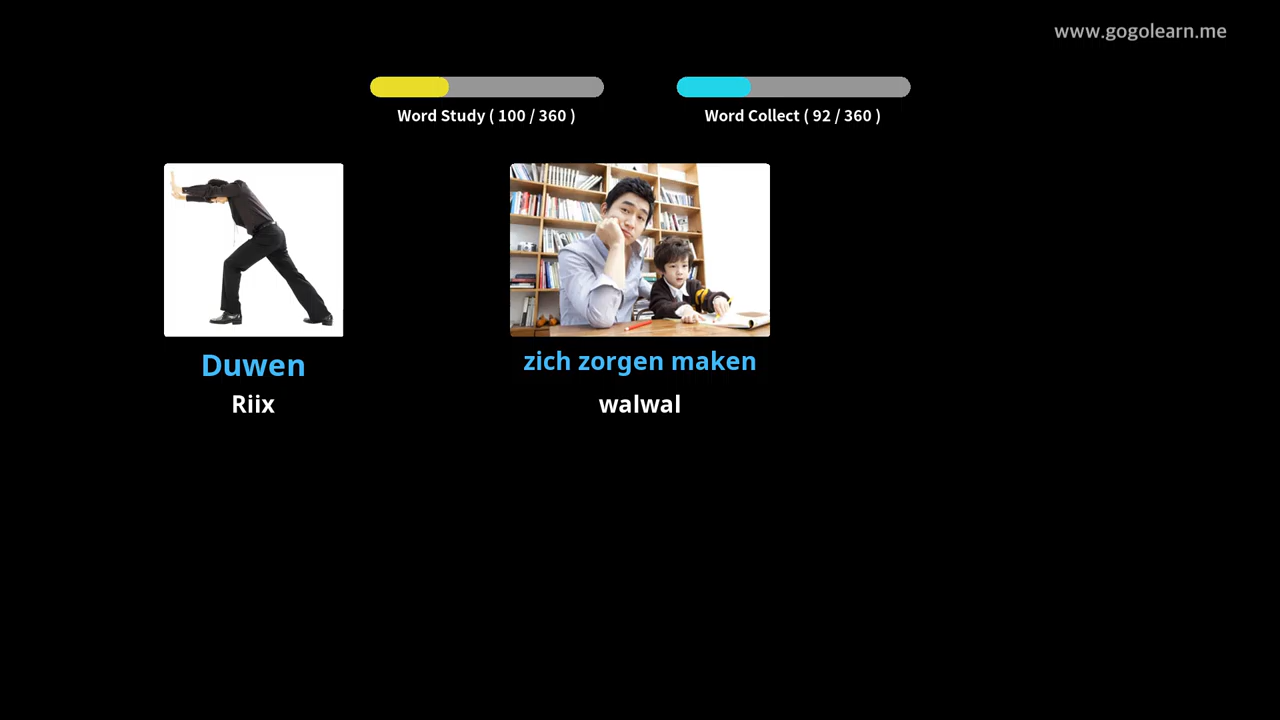 www.gogolearn.me
Word Study ( 100 / 360 )
Word Collect ( 92 / 360 )
Duwen
zich zorgen maken
Riix
walwal